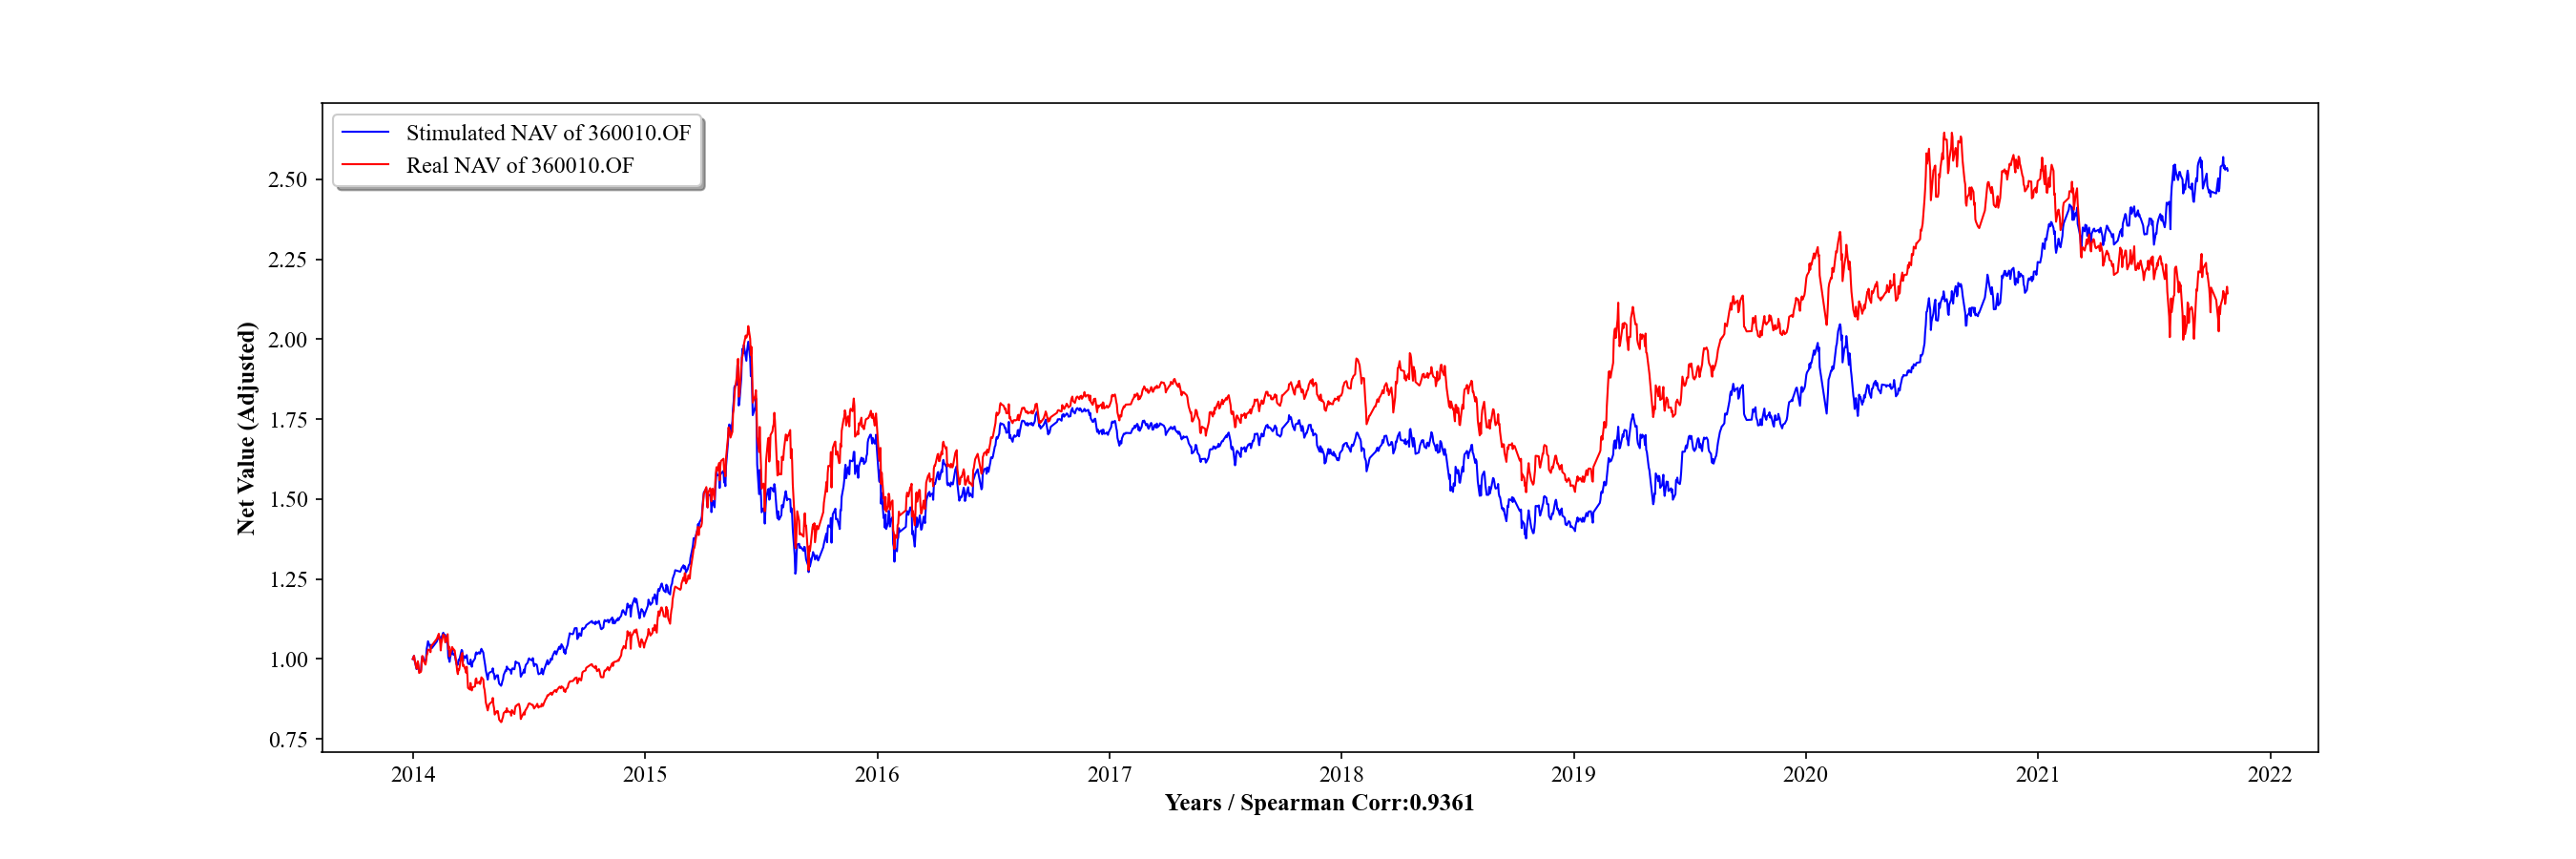 Stimulated NAV of 360010.OF
Real NAV of 360010.OF
Net Value (Adjusted)
2.50
2.25
2.00
1.75
1.50
1.25
1.00
0.75
2014 2015 2016 2017 2018 2019 2020 2021 2022
Years / Spearman Corr:0.9361